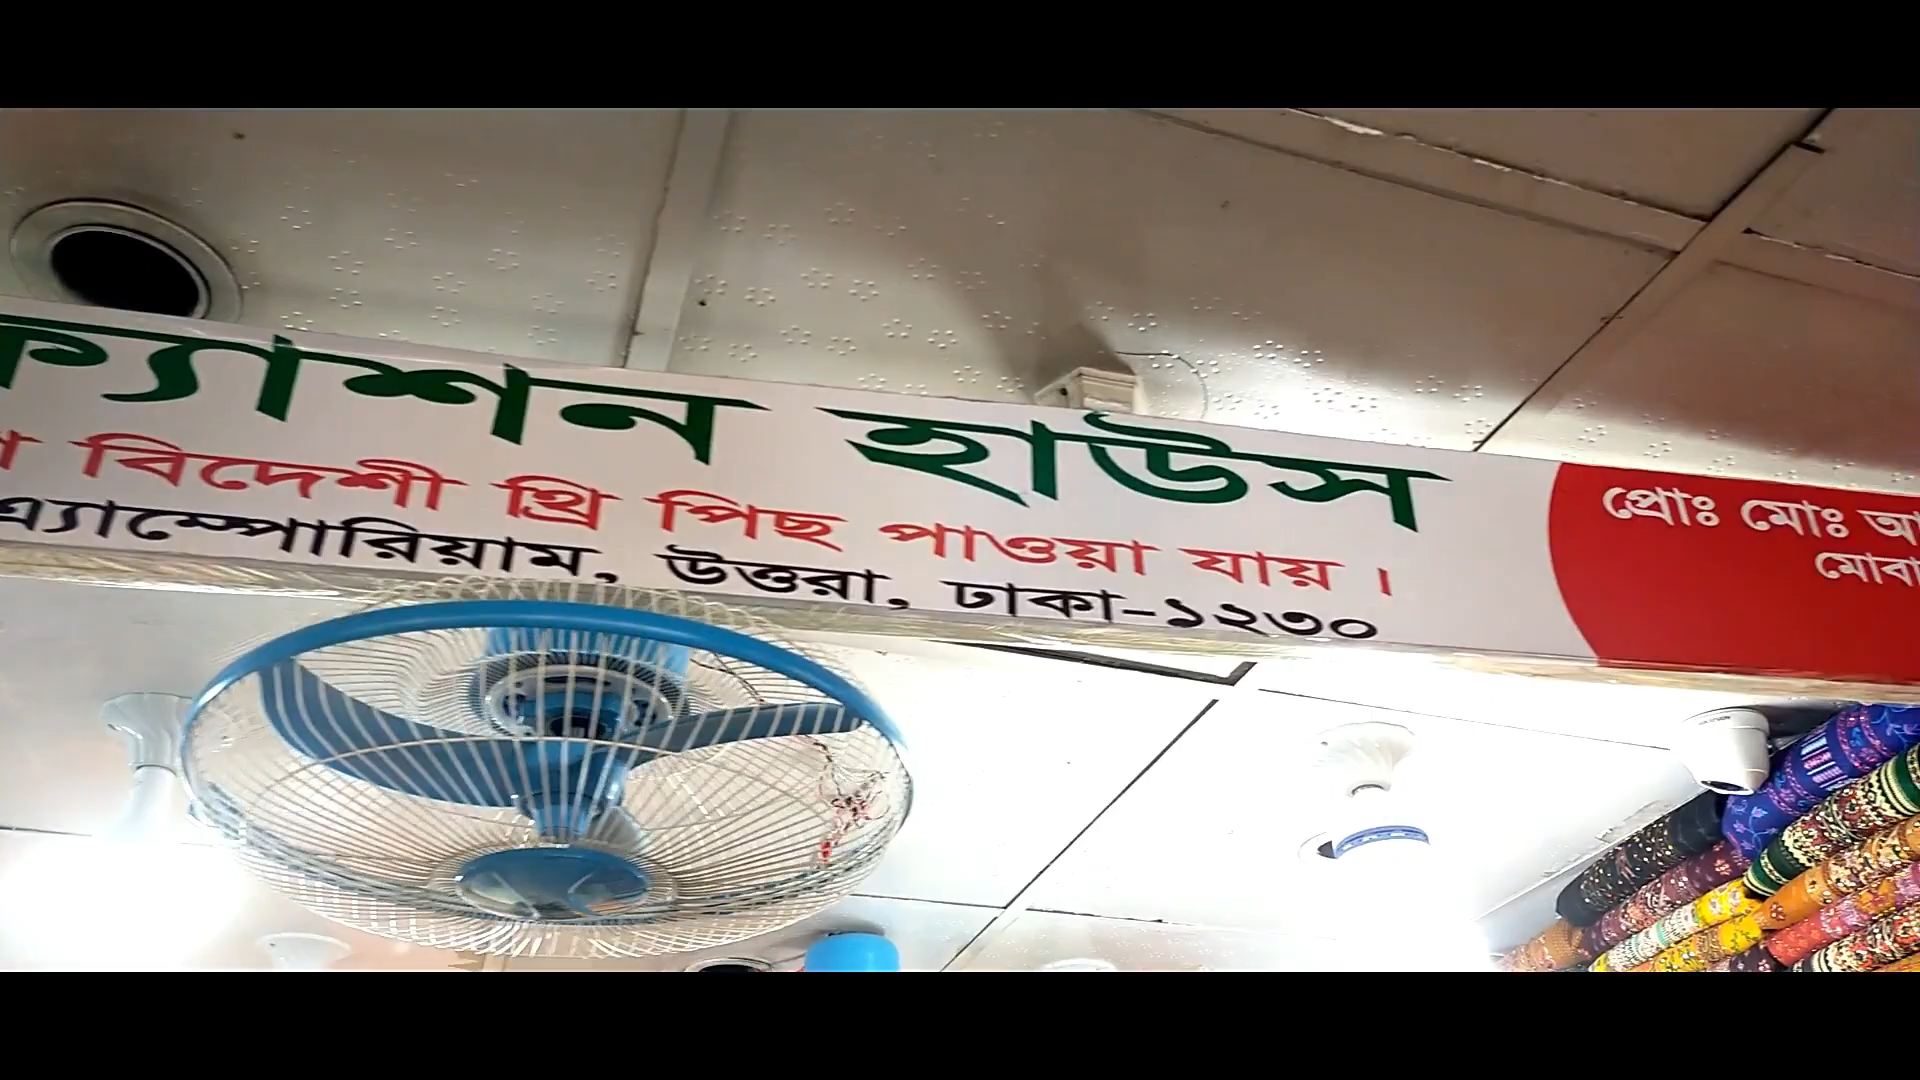 ফ্যাশন হাউস
বিদেশী থ্রি পিছ পাওয়া যায় ।
এ্যাম্পোরিয়াম, উত্তরা, ঢাকা-১২৩০
প্রোঃ মোঃ